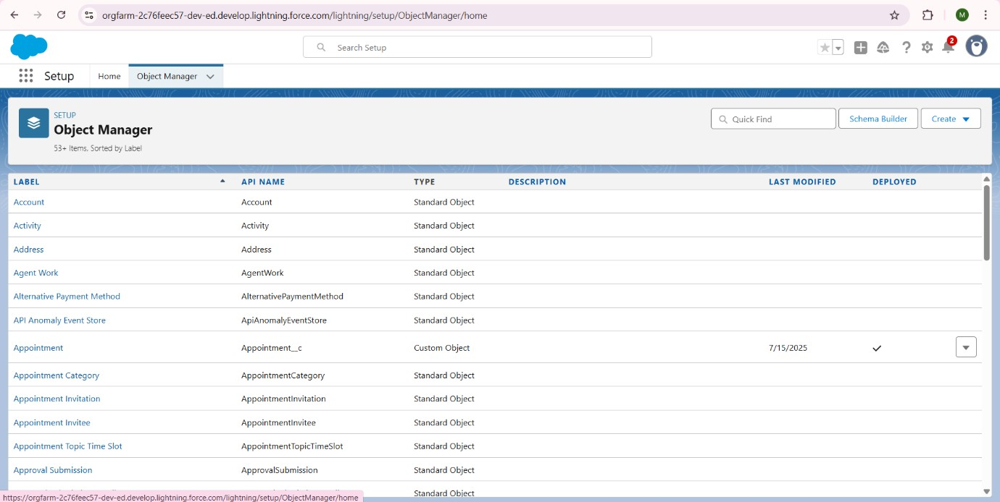 orgfarm-2c76feec57-dev-ed.develop.lightning.force.com/lightning/setup/ObjectManager/home
M
Search Setup
2
Setup
Home
Object Manager
SETUP
Object Manager
53+ Items, Sorted by Label
Quick Find
Schema Builder
Create
LABEL API NAME TYPE DESCRIPTION LAST MODIFIED DEPLOYED
Account Account Standard Object
Activity Activity Standard Object
Address Address Standard Object
Agent Work AgentWork Standard Object
Alternative Payment Method AlternativePaymentMethod Standard Object
API Anomaly Event Store ApiAnomalyEventStore Standard Object
Appointment Appointment__c Custom Object 7/15/2025
Appointment Category AppointmentCategory Standard Object
Appointment Invitation AppointmentInvitation Standard Object
Appointment Invitee AppointmentInvitee Standard Object
Appointment Topic Time Slot AppointmentTopicTimeSlot Standard Object
Approval Submission ApprovalSubmission Standard Object
Standard Object
https://orgfarm-2c76feec57-dev-ed.develop.lightning.force.com/lightning/setup/ObjectManager/home